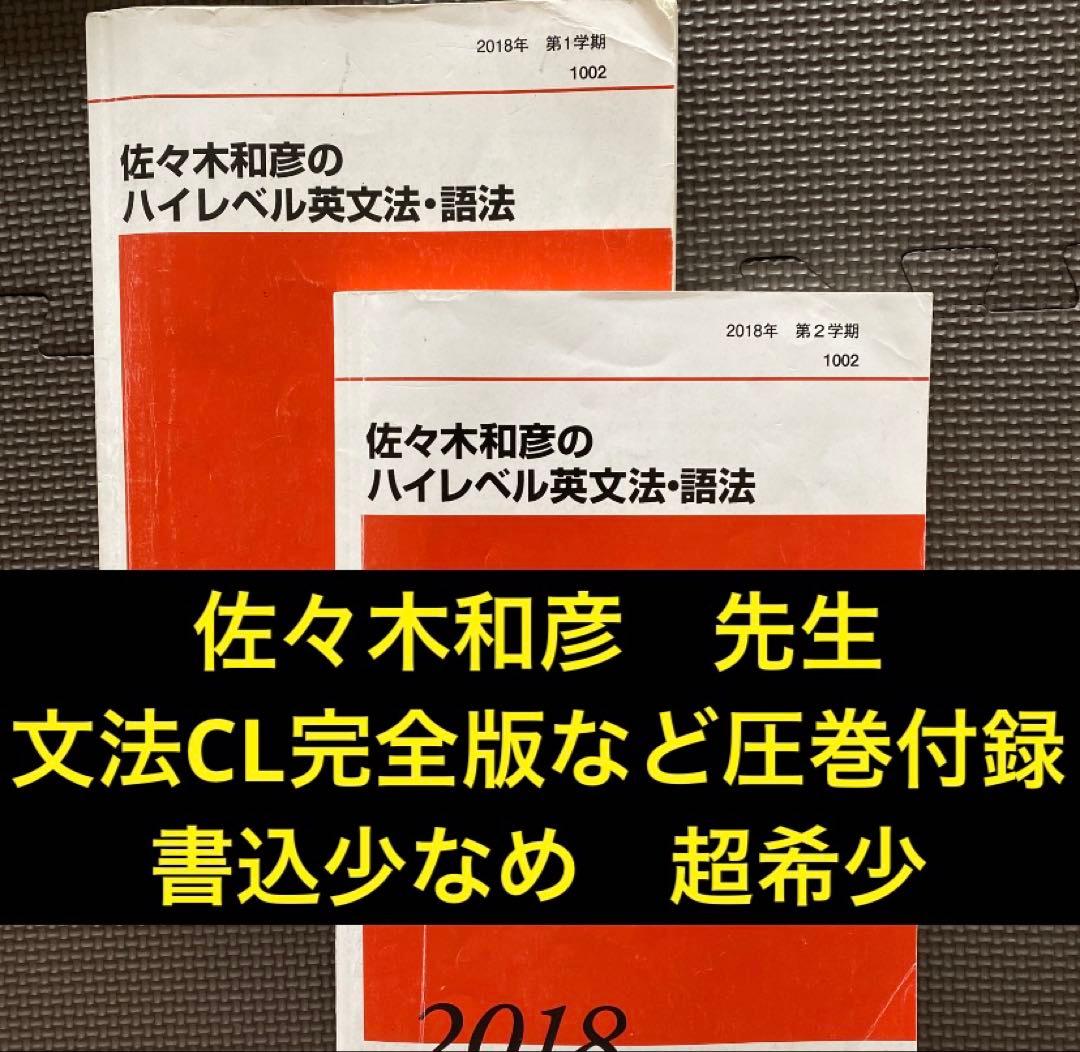 2018年 第1学期
1002
佐々木和彦の
ハイレベル英文法・語法
2018年 第2学期
1002
佐々木和彦の
ハイレベル英文法・語法
佐々木和彦 先生
文法CL完全版など圧巻付録
書込少なめ 超希少
2018